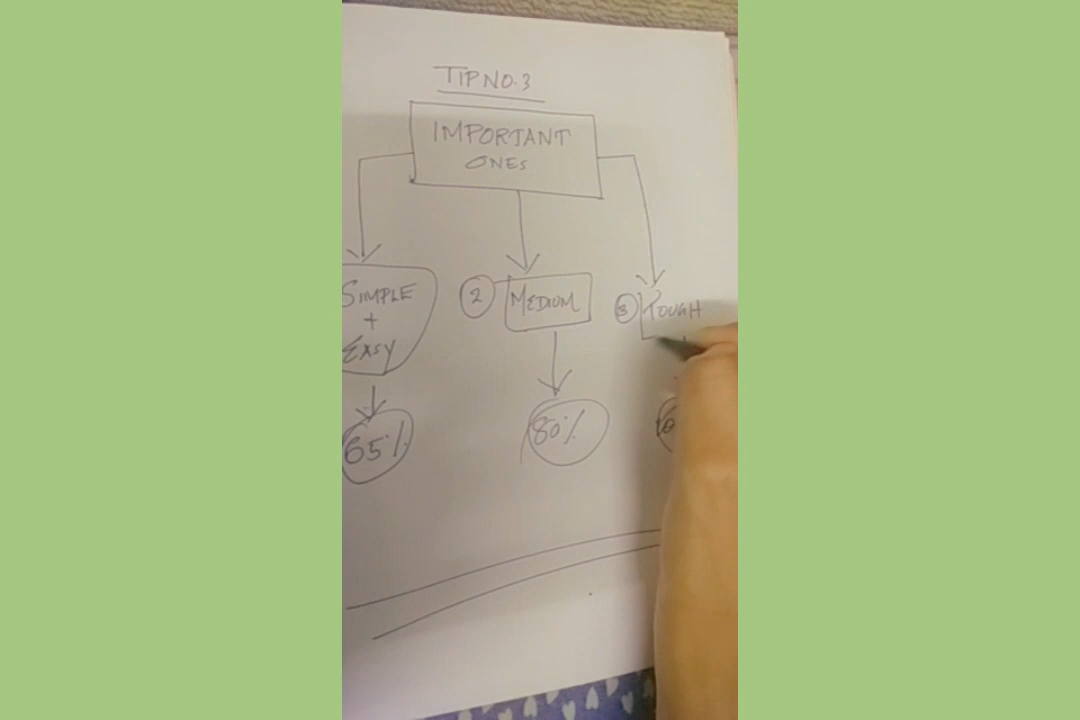 TIP NO.3
IMPORTANT
ONES
SIMPLE
+
EASY
2
MEDIUM
3
TOUGH
65%
80%